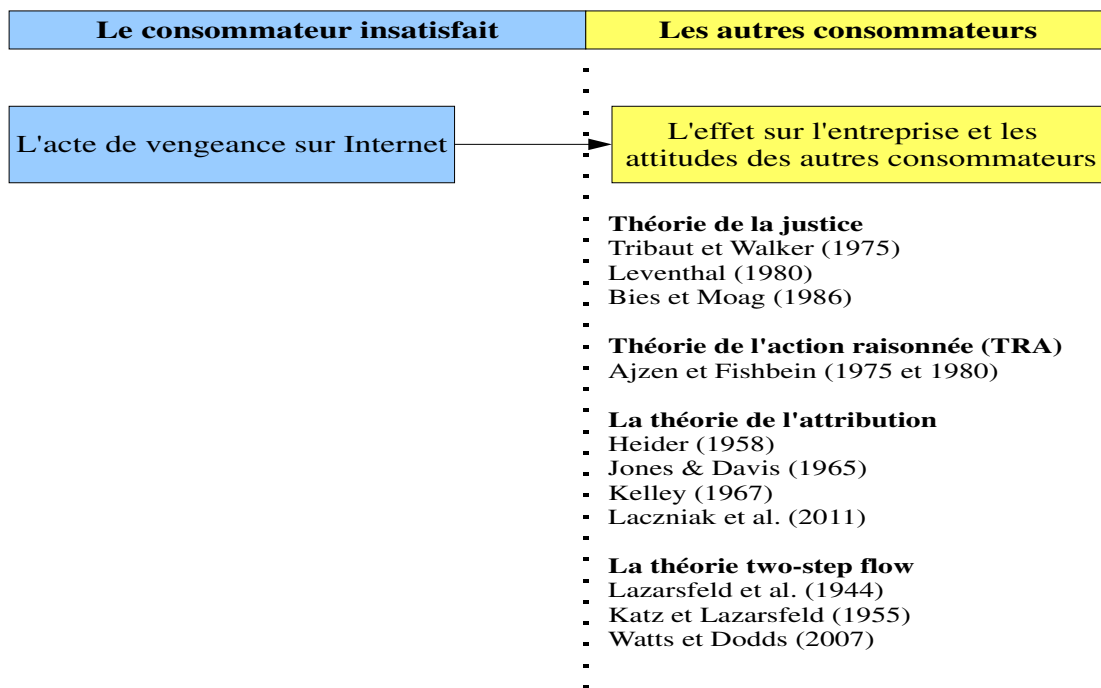 Le consommateur insatisfait
Les autres consommateurs
L'acte de vengeance sur Internet
L'effet sur l'entreprise et les
attitudes des autres consommateurs
Théorie de la justice
Tribaut et Walker (1975)
Leventhal (1980)
Bies et Moag (1986)
Théorie de l'action raisonnée (TRA)
Ajzen et Fishbein (1975 et 1980)
La théorie de l'attribution
Heider (1958)
Jones & Davis (1965)
Kelley (1967)
Laczniak et al. (2011)
La théorie two-step flow
Lazarsfeld et al. (1944)
Katz et Lazarsfeld (1955)
Watts et Dodds (2007)